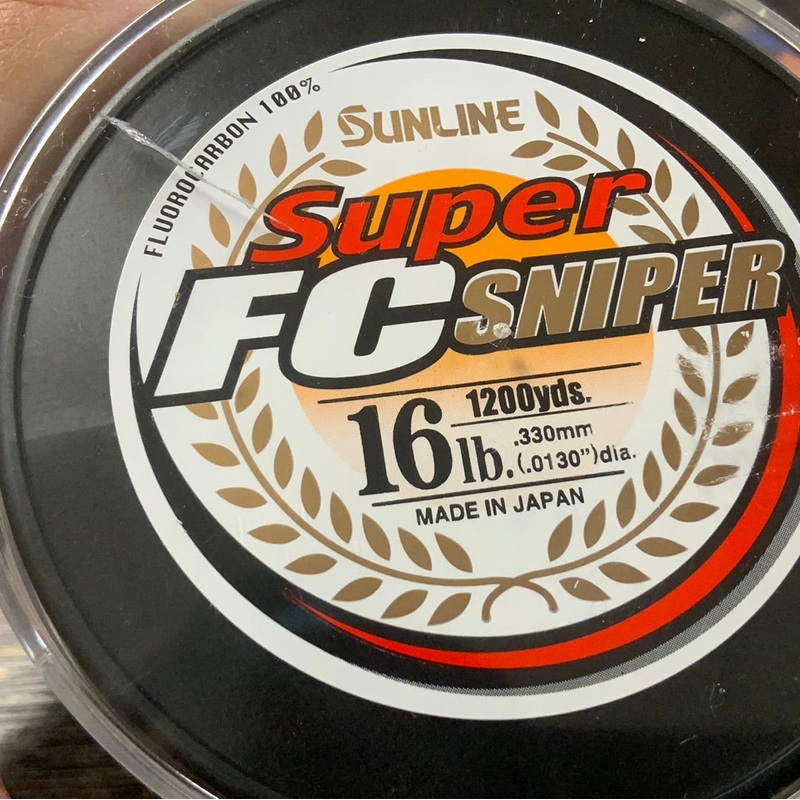 FLUOROCARBON 100%
SUNLINE
Super
FC SNIPER
16 lb.
1200yds.
.330mm
(.0130")dia.
MADE IN JAPAN